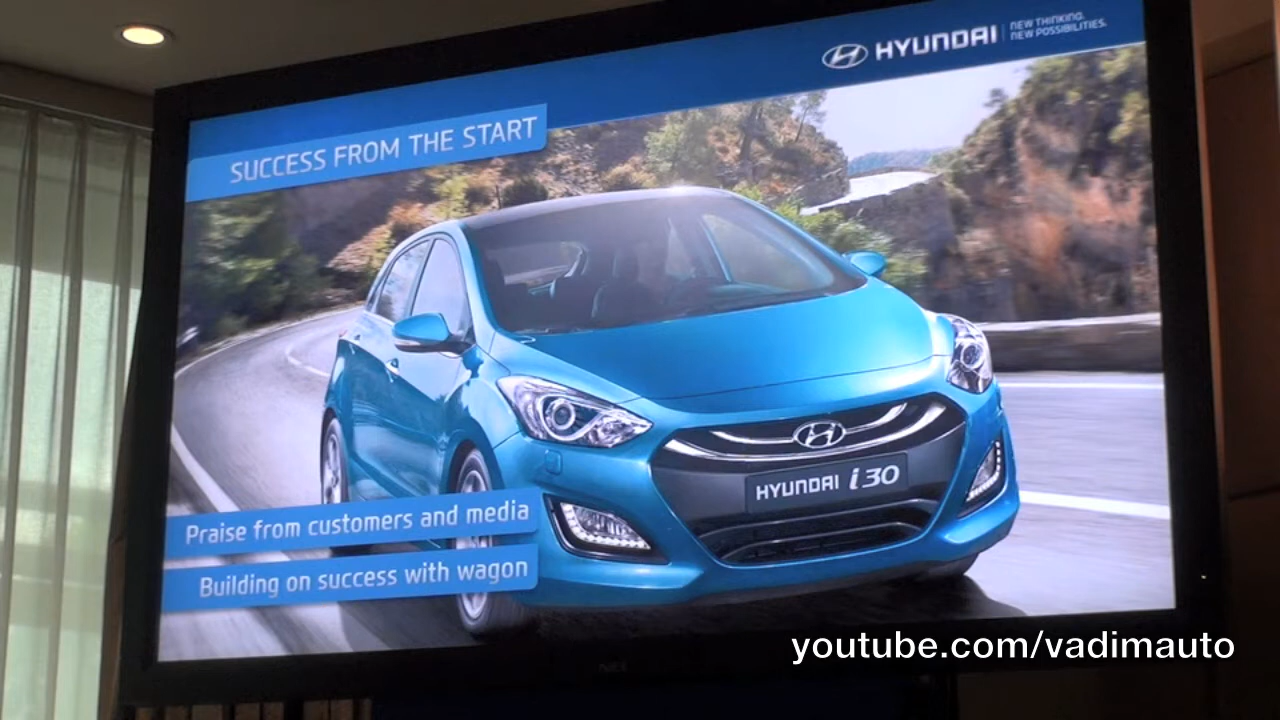 HYUNDAI
NEW THINKING.
NEW POSSIBILITIES.
SUCCESS FROM THE START
HYUNDAI i30
Praise from customers and media
Building on success with wagon
youtube.com/vadimauto